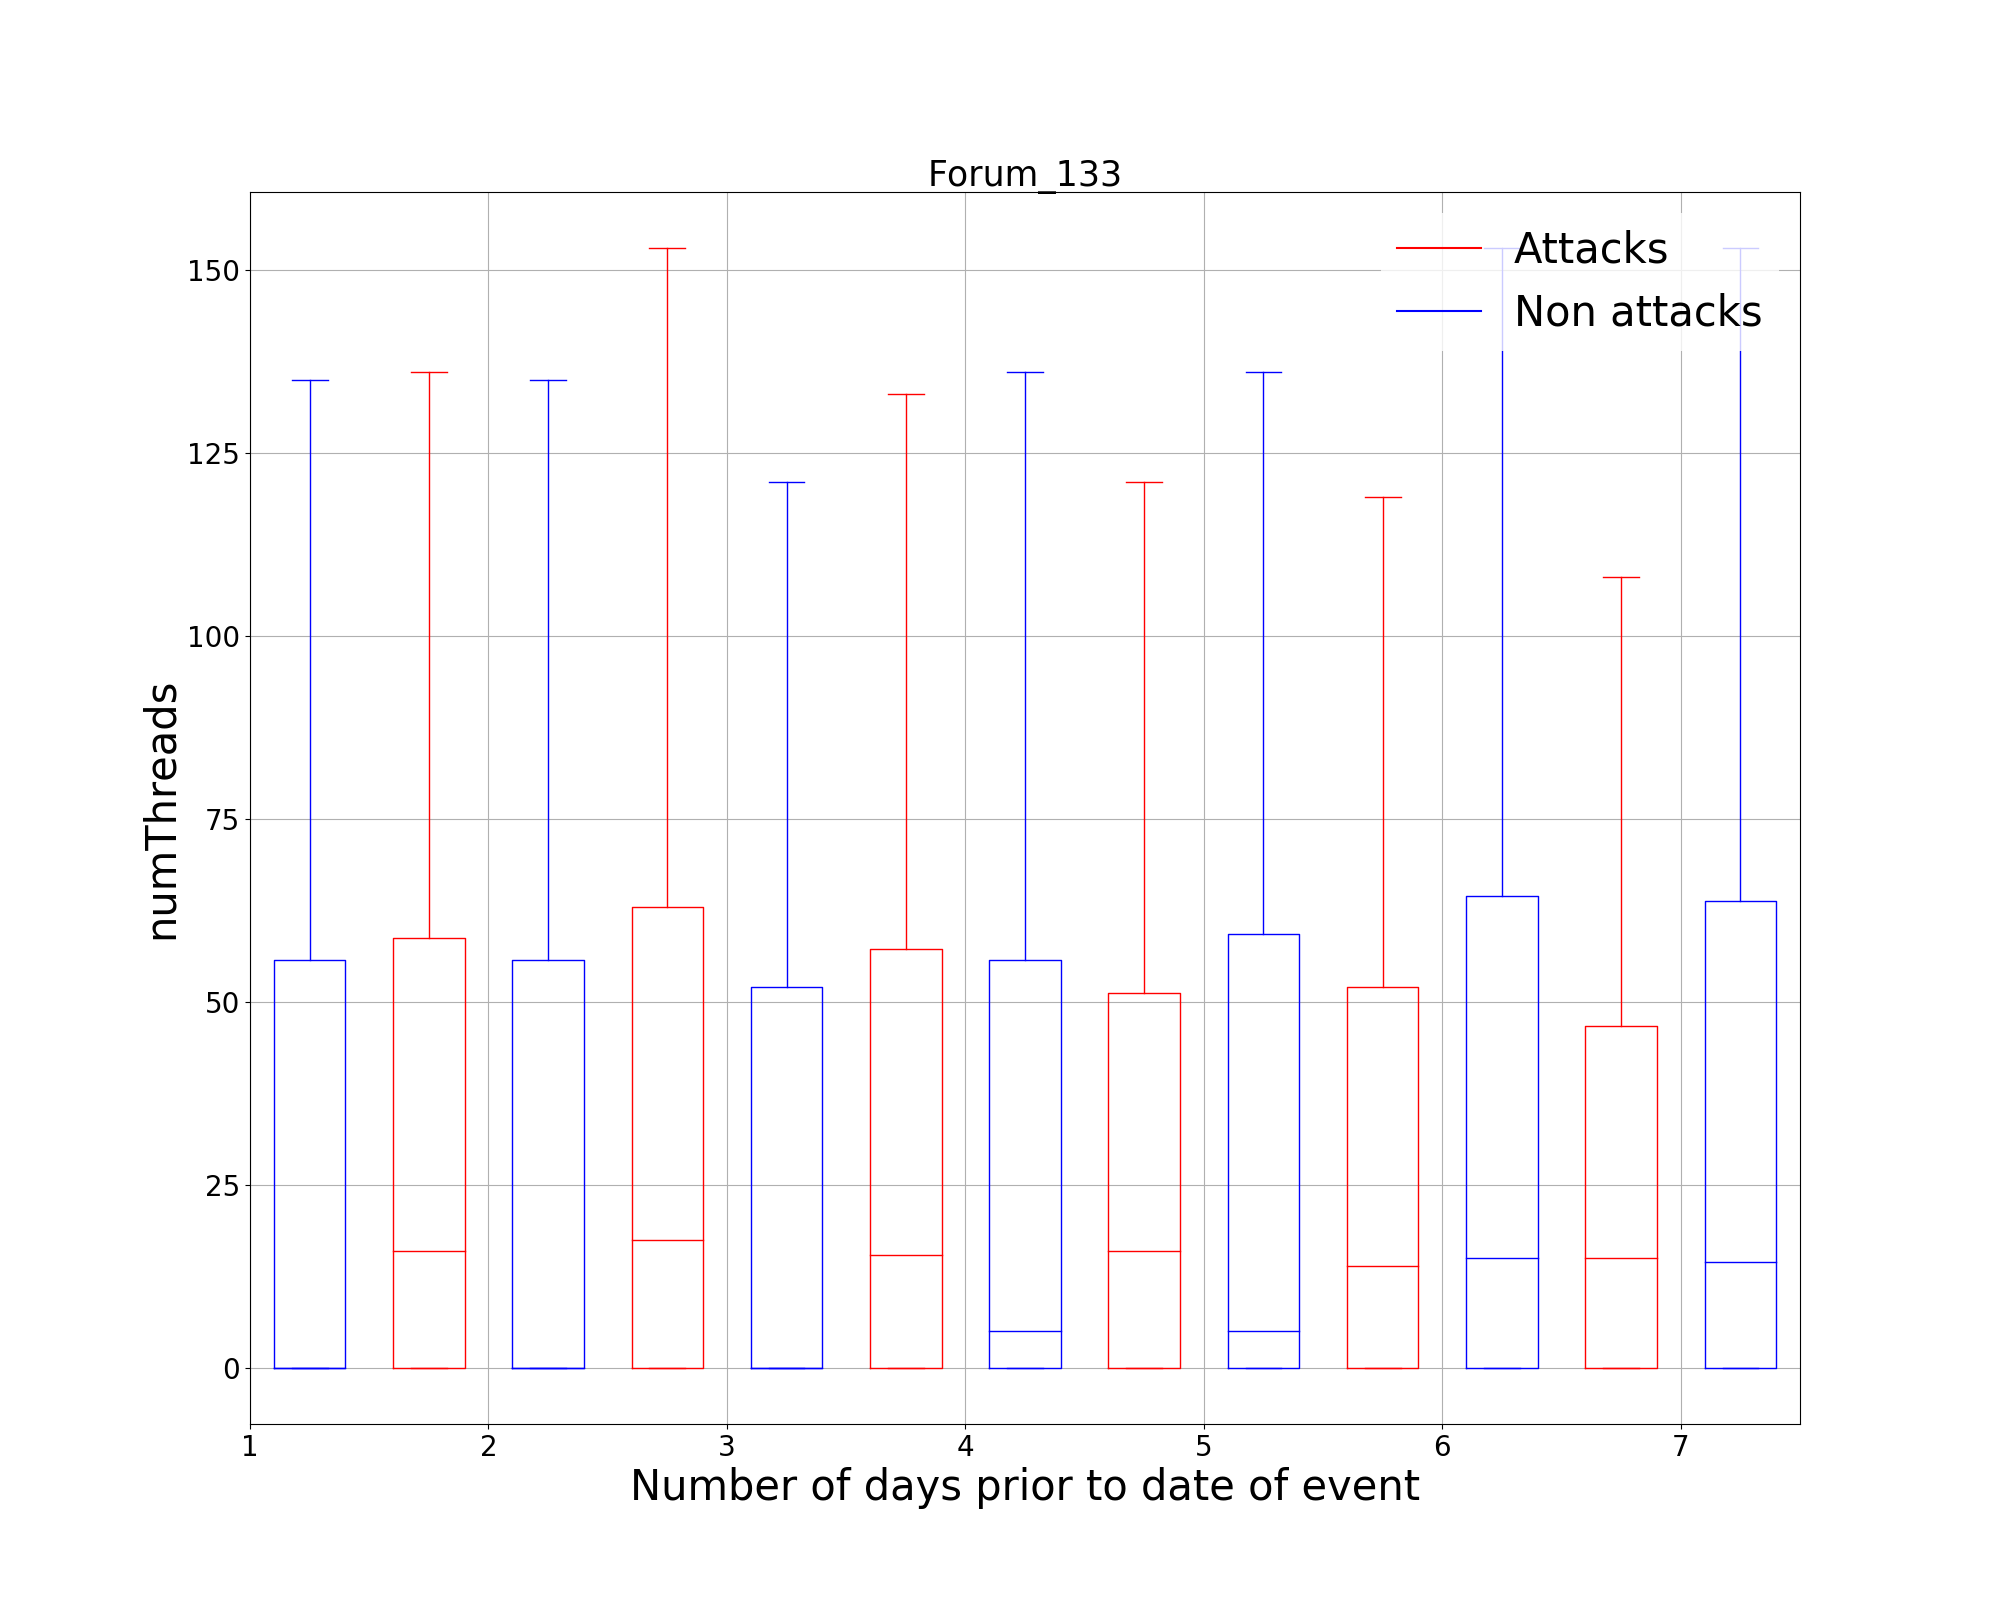 Forum_133
Attacks
Non attacks
150
125
100
75
50
25
0
numThreads
1 2 3 4 5 6 7
Number of days prior to date of event